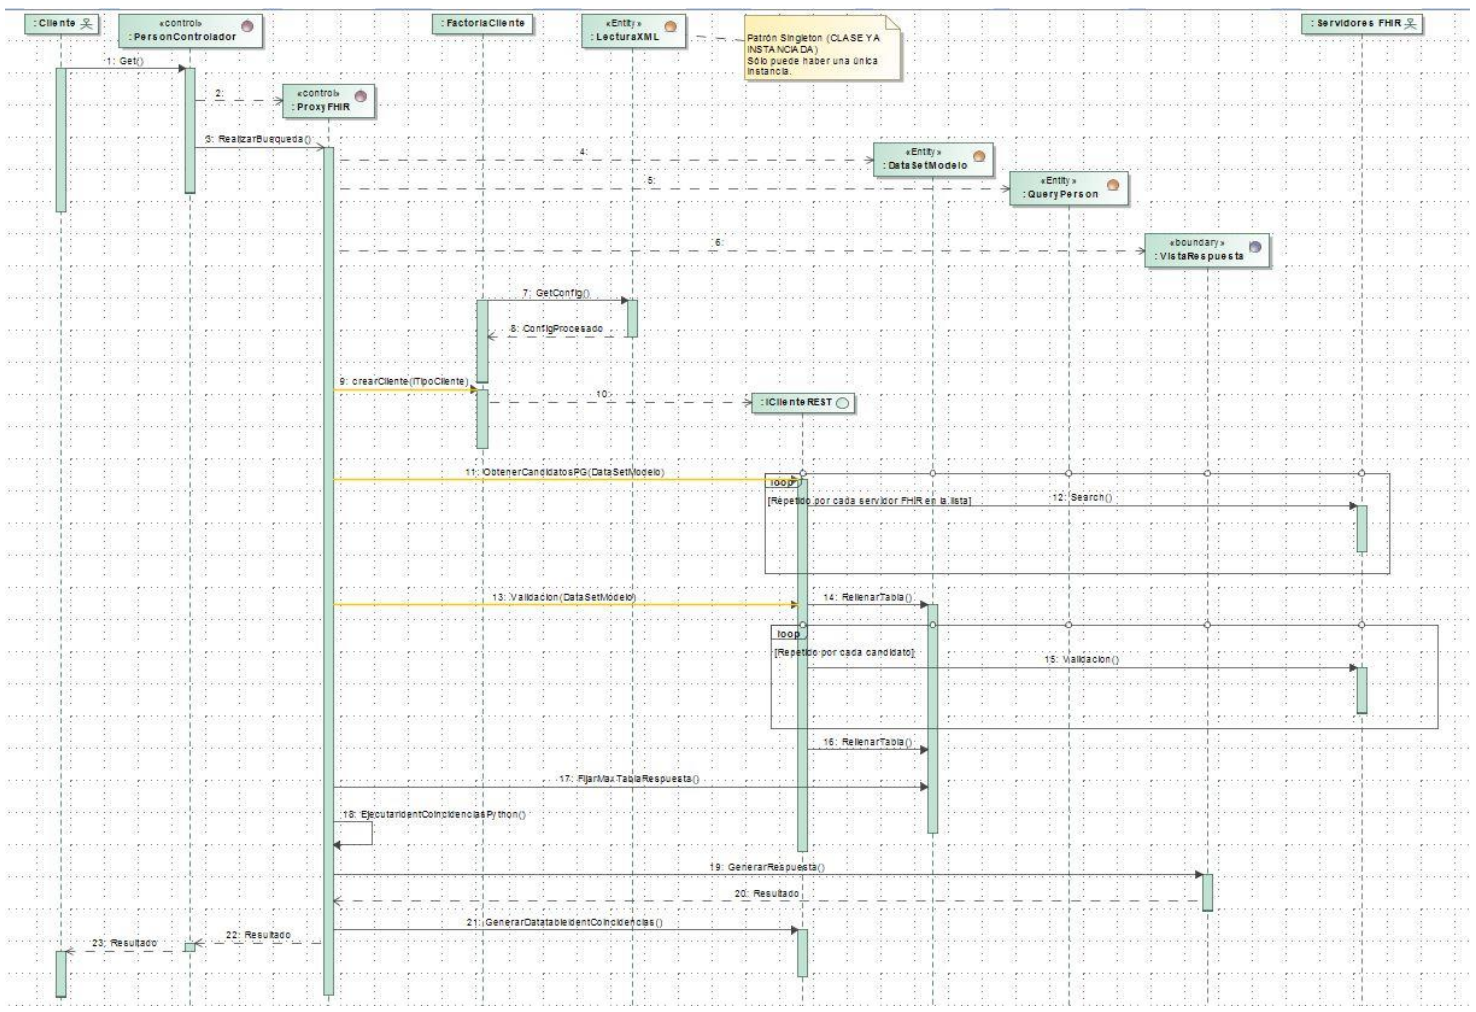 : Cliente
«control»
: PersonControlador
: FactoriaCliente
«Entity»
: LecturaXML
Patrón Singleton (CLASE YA
INSTANCIADA)
Sólo puede haber una única
Instancia.
: Servidores FHIR
1: Get()
2:
«control»
: ProxyFHIR
3: RealizarBusqueda()
4:
«Entity»
: DataSetModelo
5:
«Entity»
: QueryPerson
6:
«boundary»
: VistaRespuesta
7: GetConfig()
8: ConfigProcesado
9: crearCliente(ITipoCliente)
10:
: IClienteREST
11: ObtenerCandidatosPG(DataSetModelo)
loop
[Repetido por cada servidor FHIR en la lista]
12: Search()
13: Validacion(DataSetModelo)
14: RellenarTabla()
loop
[Repetido por cada candidato]
15: Validacion()
16: RellenarTabla()
17: FijarMaxTablaRespuesta()
18: EjecutarIdentCoincidenciasPython()
19: GenerarRespuesta()
20: Resultado
21: GenerarDatatableIdentCoincidencias()
22: Resultado
23: Resultado